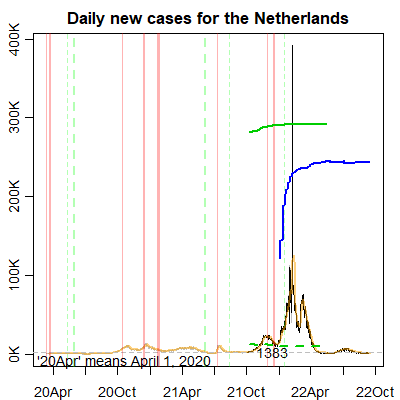 Daily new cases for the Netherlands
400K
300K
200K
100K
0K
1383
'20Apr' means April 1, 2020
20Apr 20Oct 21Apr 21Oct 22Apr 22Oct